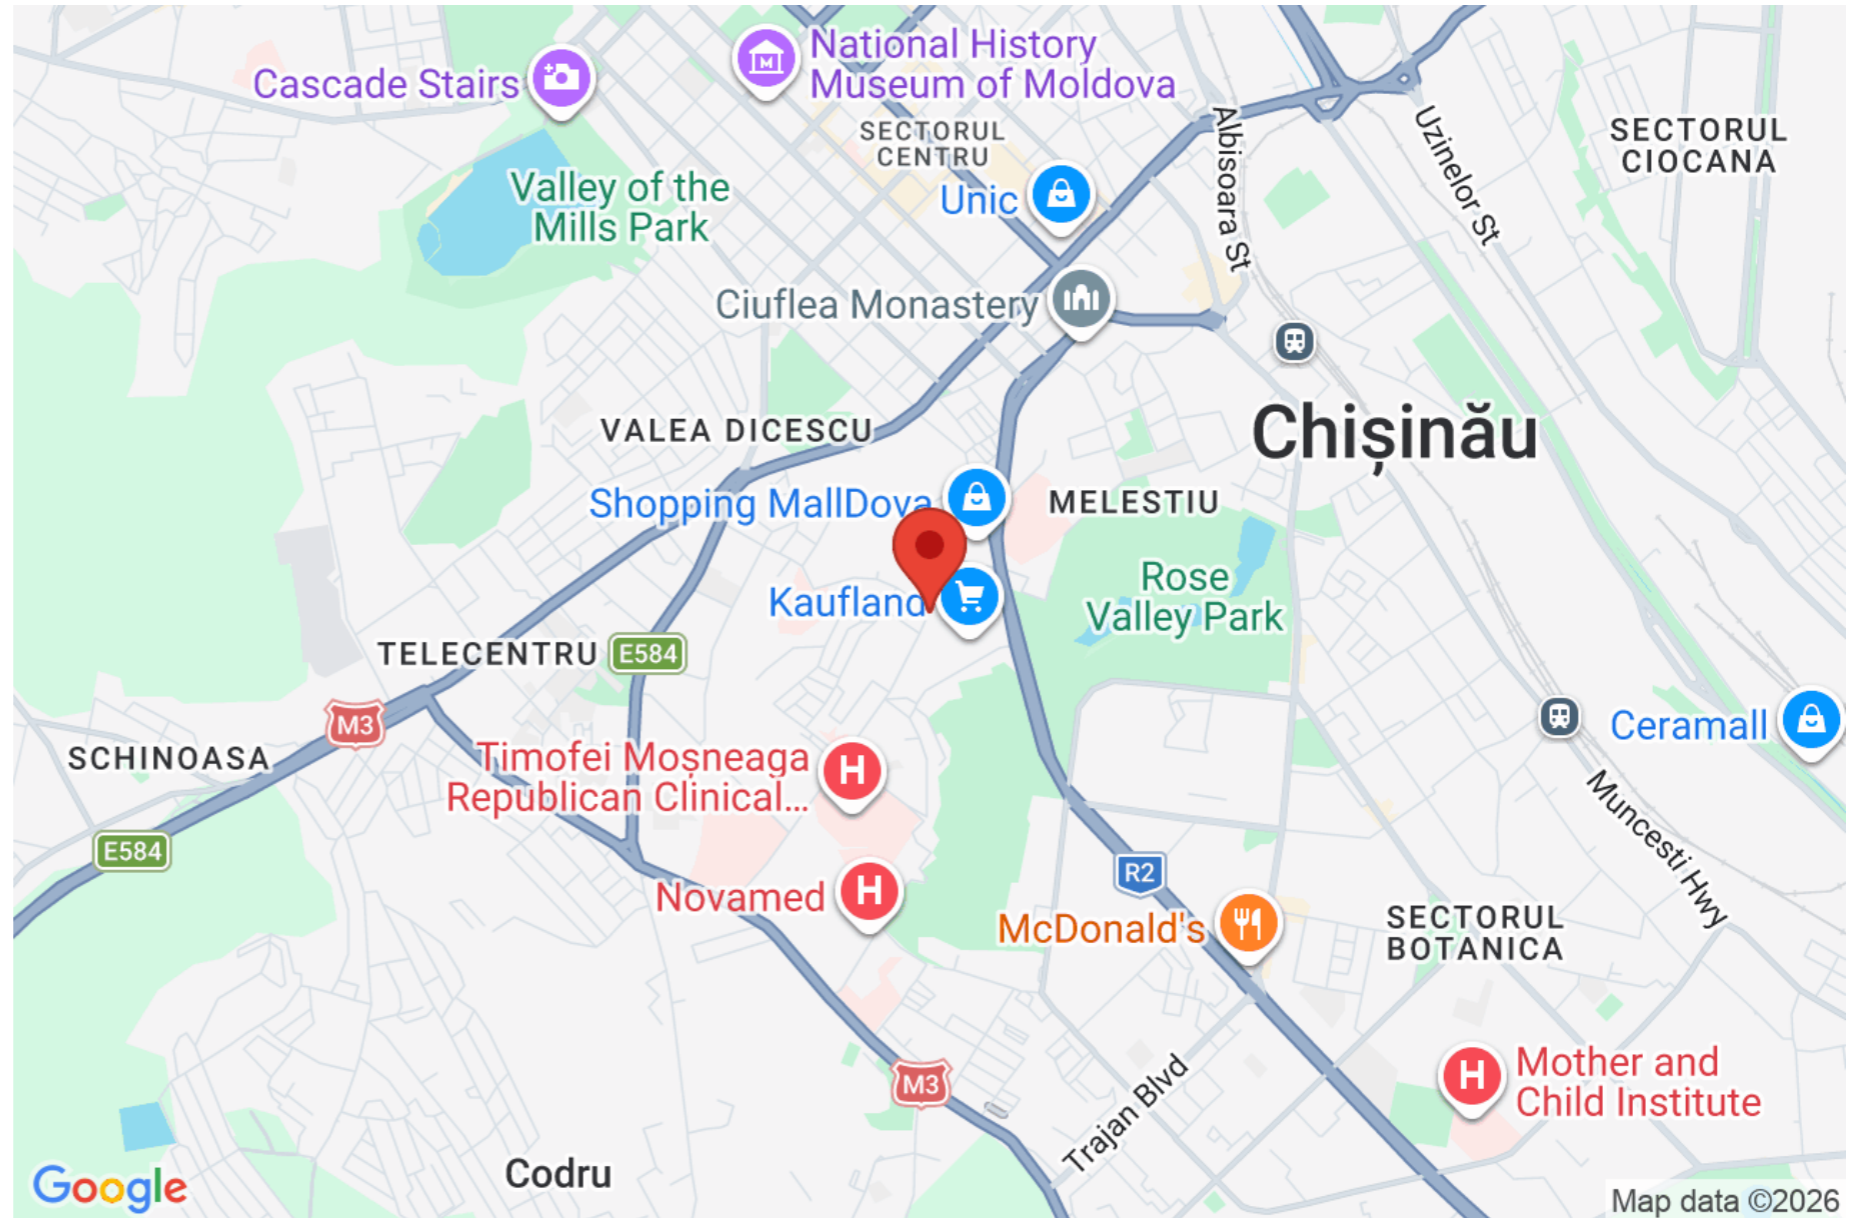 National History
Museum of Moldova
Cascade Stairs
SECTORUL
CENTRU
Albisoara St
Uzinelor St
SECTORUL
CIOCANA
Valley of the
Mills Park
Unic
Ciuflea Monastery
Chișinău
VALEA DICESCU
Shopping MallDova
MELESTIU
Rose
Valley Park
Kaufland
TELECENTRU
E584
M3
SCHINOASA
Ceramall
Timofei Moșneaga
Republican Clinical...
E584
Muncesti Hwy
R2
Novamed
McDonald's
SECTORUL
BOTANICA
M3
Trajan Blvd
Mother and
Child Institute
Codru
Google
Map data ©2026